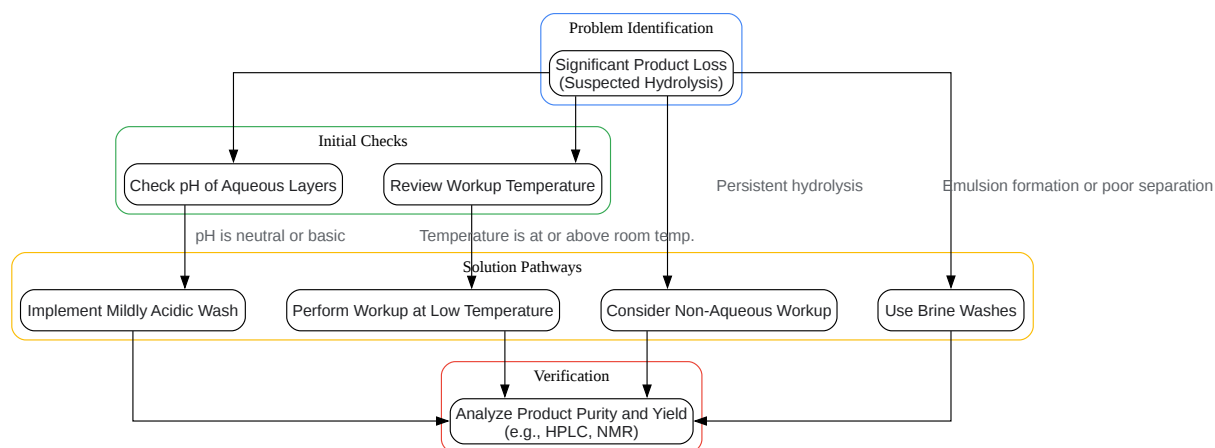 Problem Identification
Significant Product Loss
(Suspected Hydrolysis)
Initial Checks
Check pH of Aqueous Layers
Review Workup Temperature
Persistent hydrolysis
Emulsion formation or poor separation
pH is neutral or basic
Temperature is at or above room temp.
Solution Pathways
Implement Mildly Acidic Wash
Perform Workup at Low Temperature
Consider Non-Aqueous Workup
Use Brine Washes
Verification
Analyze Product Purity and Yield
(e.g., HPLC, NMR)